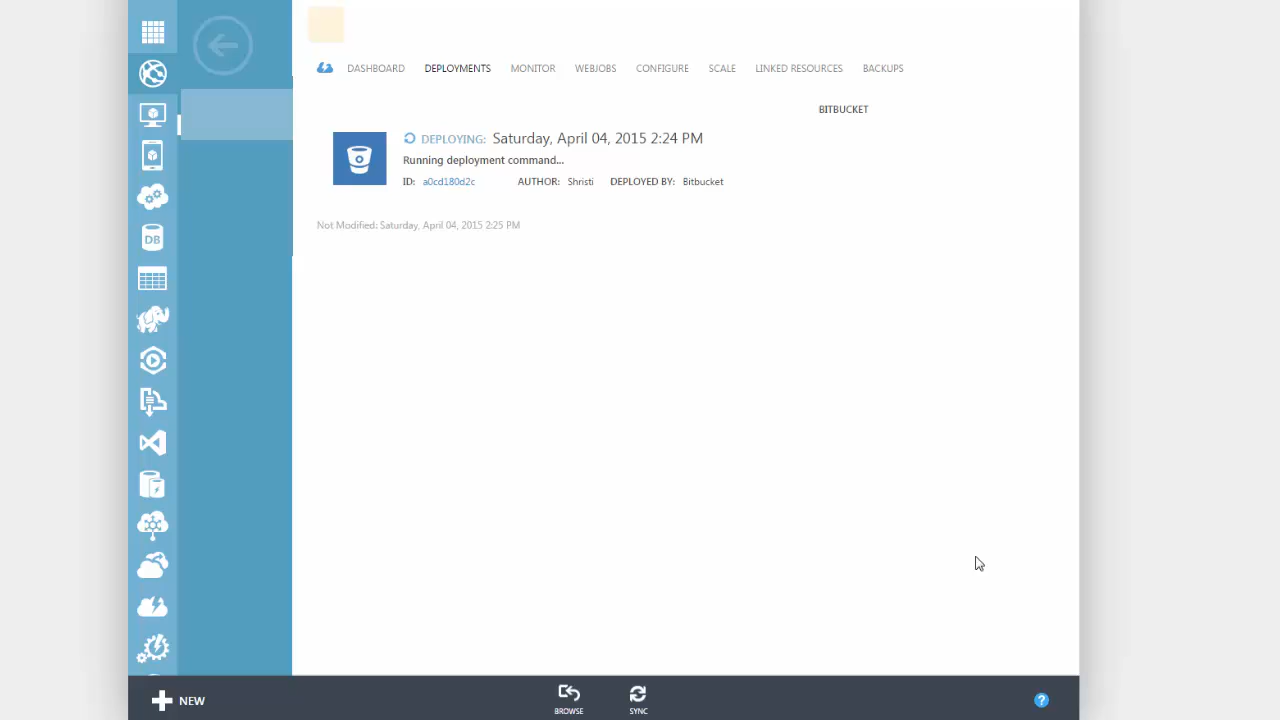 DASHBOARD DEPLOYMENTS MONITOR WEBJOBS CONFIGURE SCALE LINKED RESOURCES BACKUPS
BITBUCKET
DEPLOYING: Saturday, April 04, 2015 2:24 PM
Running deployment command...
ID: a0cd180d2c AUTHOR: Shristi DEPLOYED BY: Bitbucket
Not Modified: Saturday, April 04, 2015 2:25 PM
DB
NEW BROWSE SYNC ?